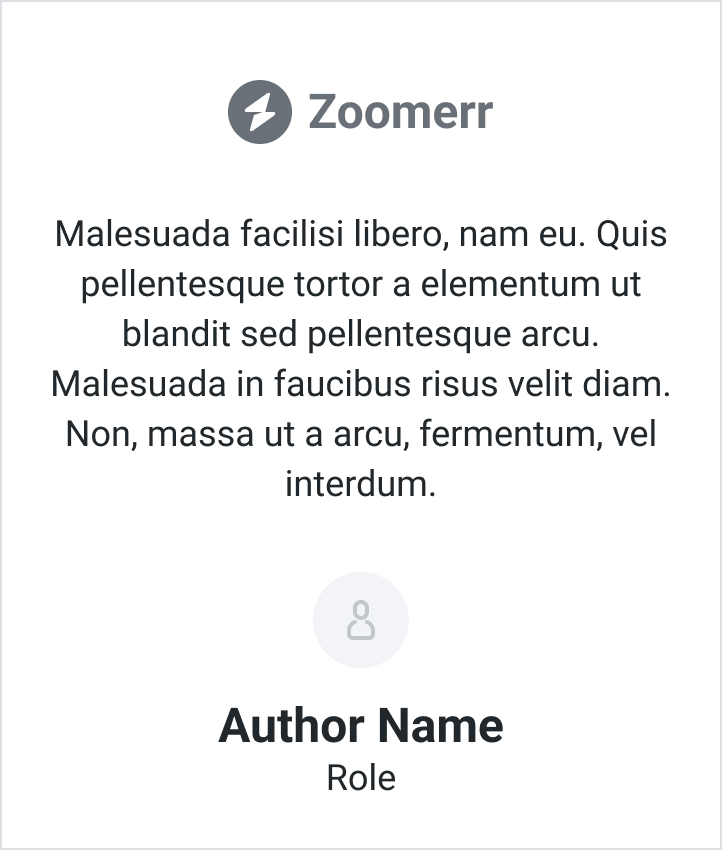 Zoomerr
Malesuada facilisi libero, nam eu. Quis
pellentesque tortor a elementum ut
blandit sed pellentesque arcu.
Malesuada in faucibus risus velit diam.
Non, massa ut a arcu, fermentum, vel
interdum.
Author Name
Role